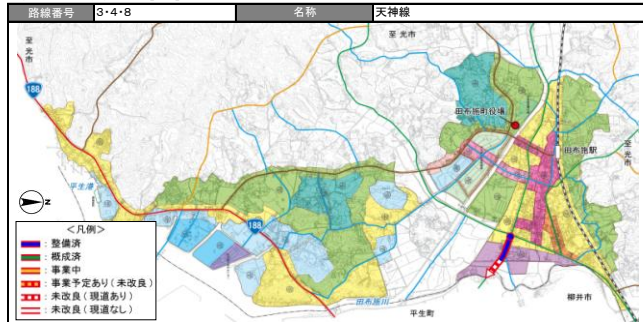 路線番号 3・4・8 名称 天神線
至 光市
至 光市
188
田布施町役場
田布施駅
平生港
N
188
<凡例>
: 整備済
: 概成済
: 事業中
: 事業予定あり(未改良)
: 未改良(現道あり)
: 未改良(現道なし)
田布施川
平生町
柳井市